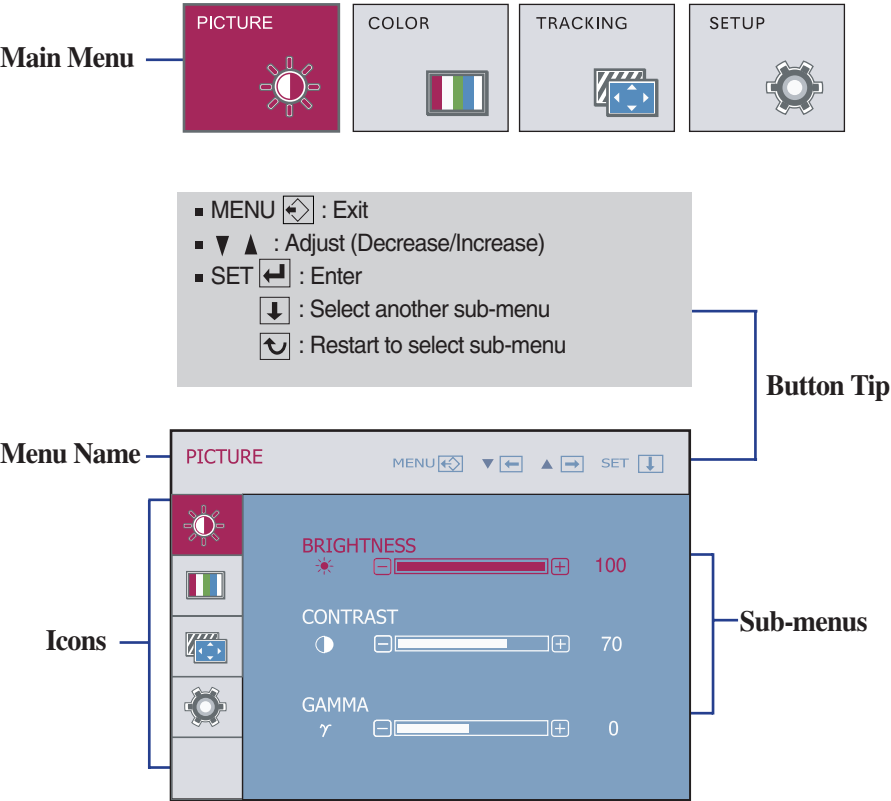 PICTURE COLOR TRACKING SETUP
Main Menu
MENU : Exit
▼ ▲ : Adjust (Decrease/Increase)
SET : Enter
: Select another sub-menu
: Restart to select sub-menu
Button Tip
Menu Name
PICTURE MENU ▼ ▲ SET
BRIGHTNESS
100
CONTRAST
70
Icons
Sub-menus
GAMMA
γ 0